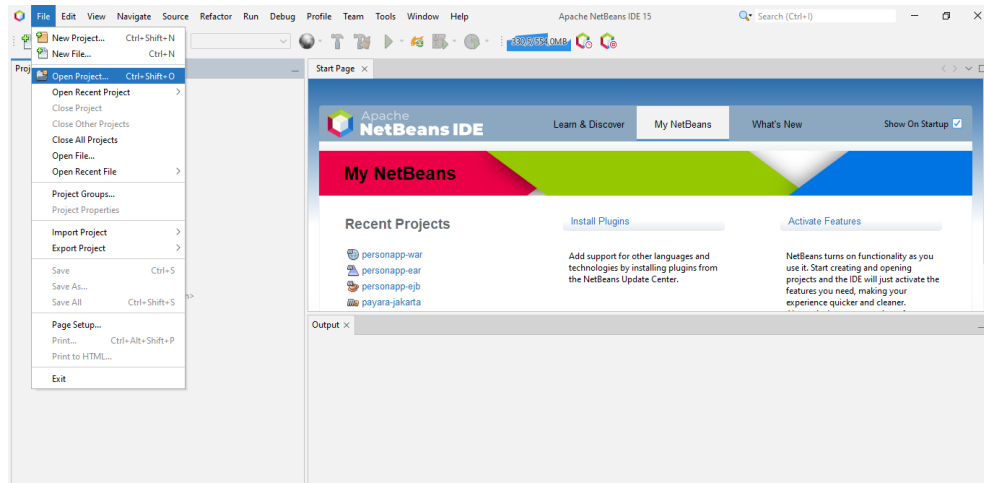 File Edit View Navigate Source Refactor Run Debug Profile Team Tools Window Help
Apache NetBeans IDE 15
Search (Ctrl+I)
New Project... Ctrl+Shift+N
New File... Ctrl+N
Open Project... Ctrl+Shift+O
Open Recent Project
Close Project
Close Other Projects
Close All Projects
Open File...
Open Recent File
Project Groups...
Project Properties
Import Project
Export Project
Save Ctrl+S
Save As...
Save All Ctrl+Shift+S
Page Setup...
Print... Ctrl+Alt+Shift+P
Print to HTML...
Exit
Proj
Start Page
Apache
NetBeans IDE
Learn & Discover
My NetBeans
What's New
Show On Startup
My NetBeans
Recent Projects
personapp-war
personapp-ear
personapp-ejb
payara-jakarta
Install Plugins
Add support for other languages and
technologies by installing plugins from
the NetBeans Update Center.
Activate Features
NetBeans turns on functionality as you
use it. Start creating and opening
projects and the IDE will just activate the
features you need, making your
experience quicker and cleaner.
Output